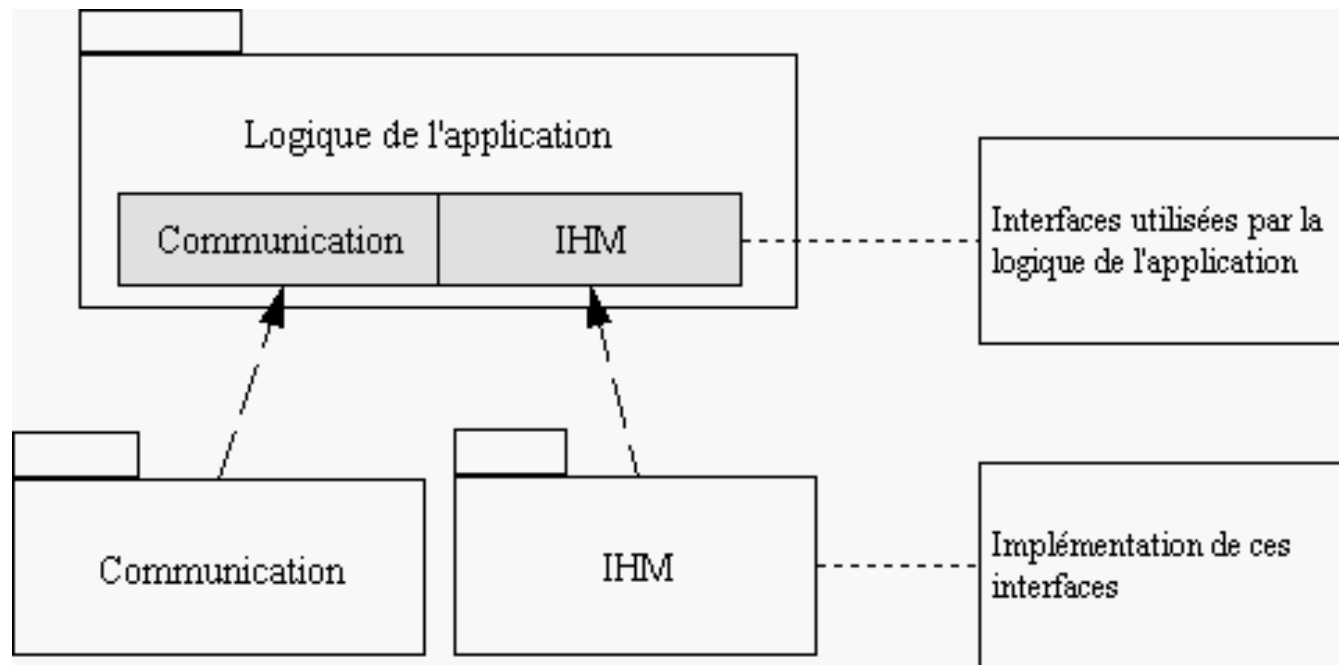 Logique de l'application
Communication
IHM
Interfaces utilisées par la
logique de l'application
Communication
IHM
Implémentation de ces
interfaces